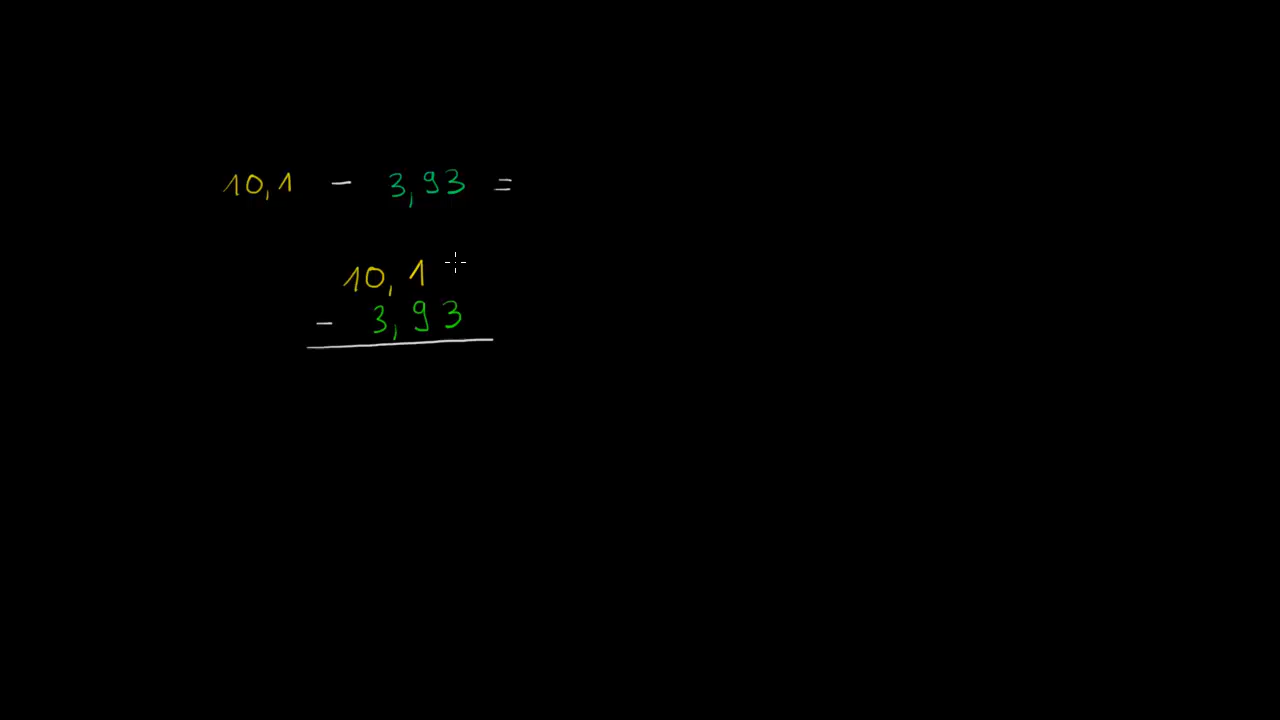 10,1 - 3,93 =
10,1
- 3,93